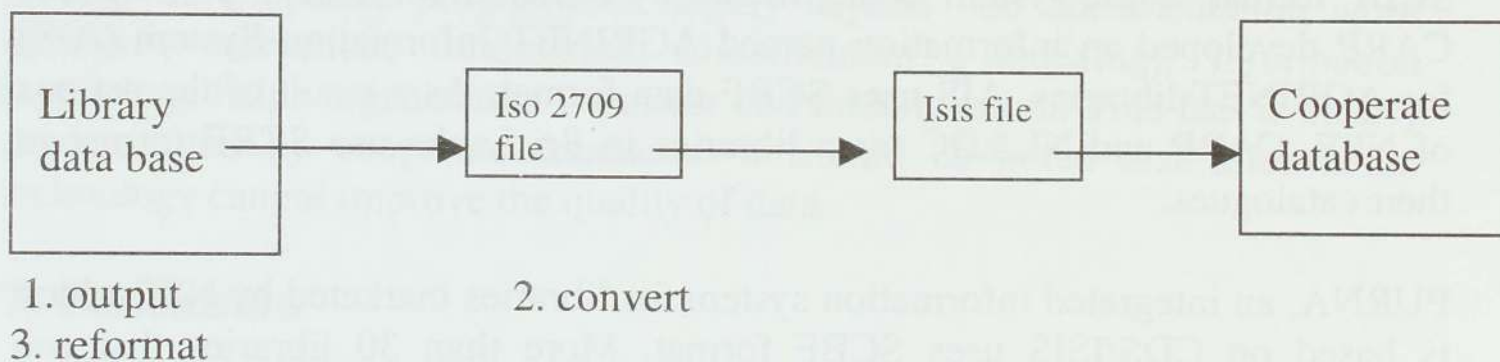 Library
data base
Iso 2709
file
Isis file
Cooperate
database
1. output
2. convert
3. reformat